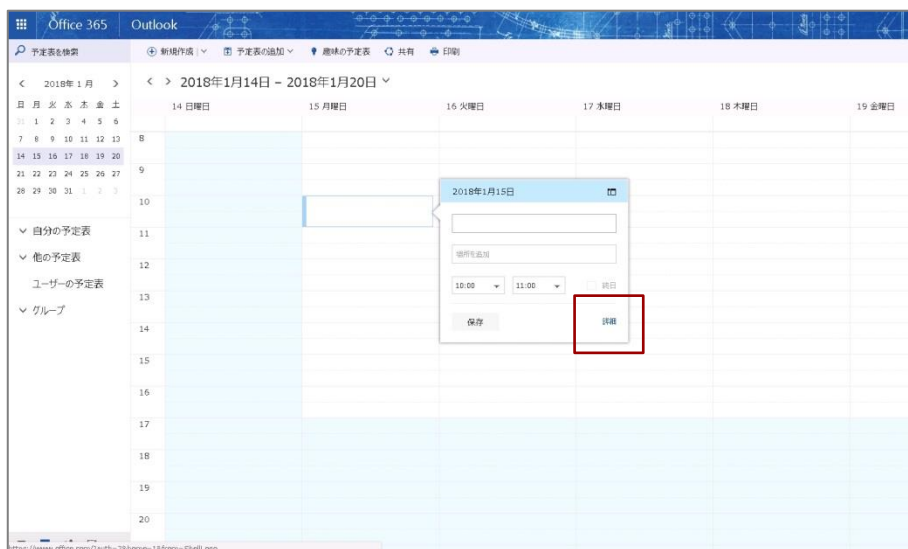 Office 365 Outlook
予定表を検索
新規作成 予定表の追加 趣味の予定表 共有 印刷
2018年1月
2018年1月14日 – 2018年1月20日
日 月 火 水 木 金 土
31 1 2 3 4 5 6
7 8 9 10 11 12 13
14 15 16 17 18 19 20
21 22 23 24 25 26 27
28 29 30 31 1 2 3
自分の予定表
他の予定表
ユーザーの予定表
グループ
14 日曜日 15 月曜日 16 火曜日 17 水曜日 18 木曜日 19 金曜日
8
9
10
11
12
13
14
15
16
17
18
19
20
2018年1月15日
場所を追加
10:00 11:00 終日
保存 詳細